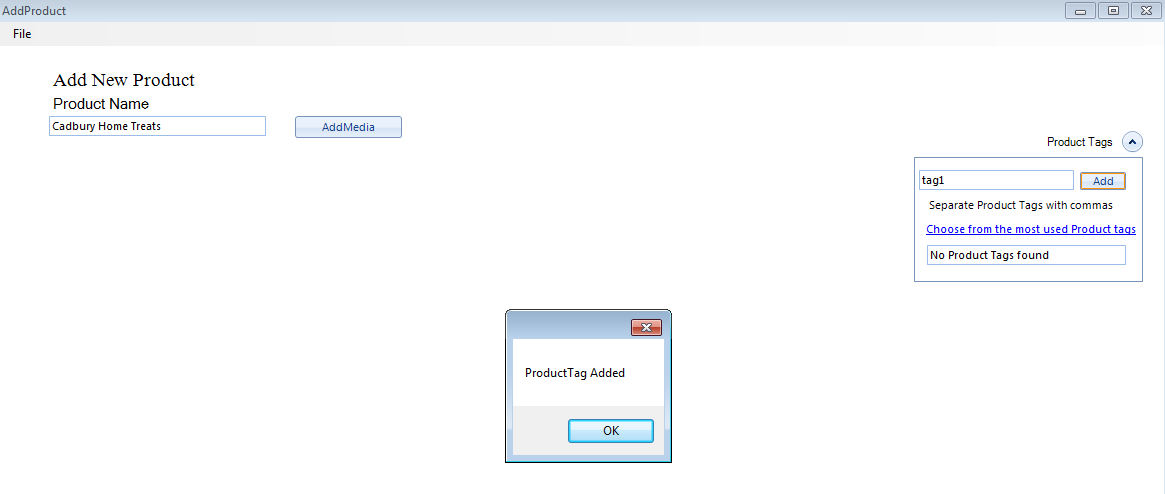 AddProduct
File
Add New Product
Product Name
Cadbury Home Treats
AddMedia
Product Tags
tag1
Add
Separate Product Tags with commas
Choose from the most used Product tags
No Product Tags found
ProductTag Added
OK